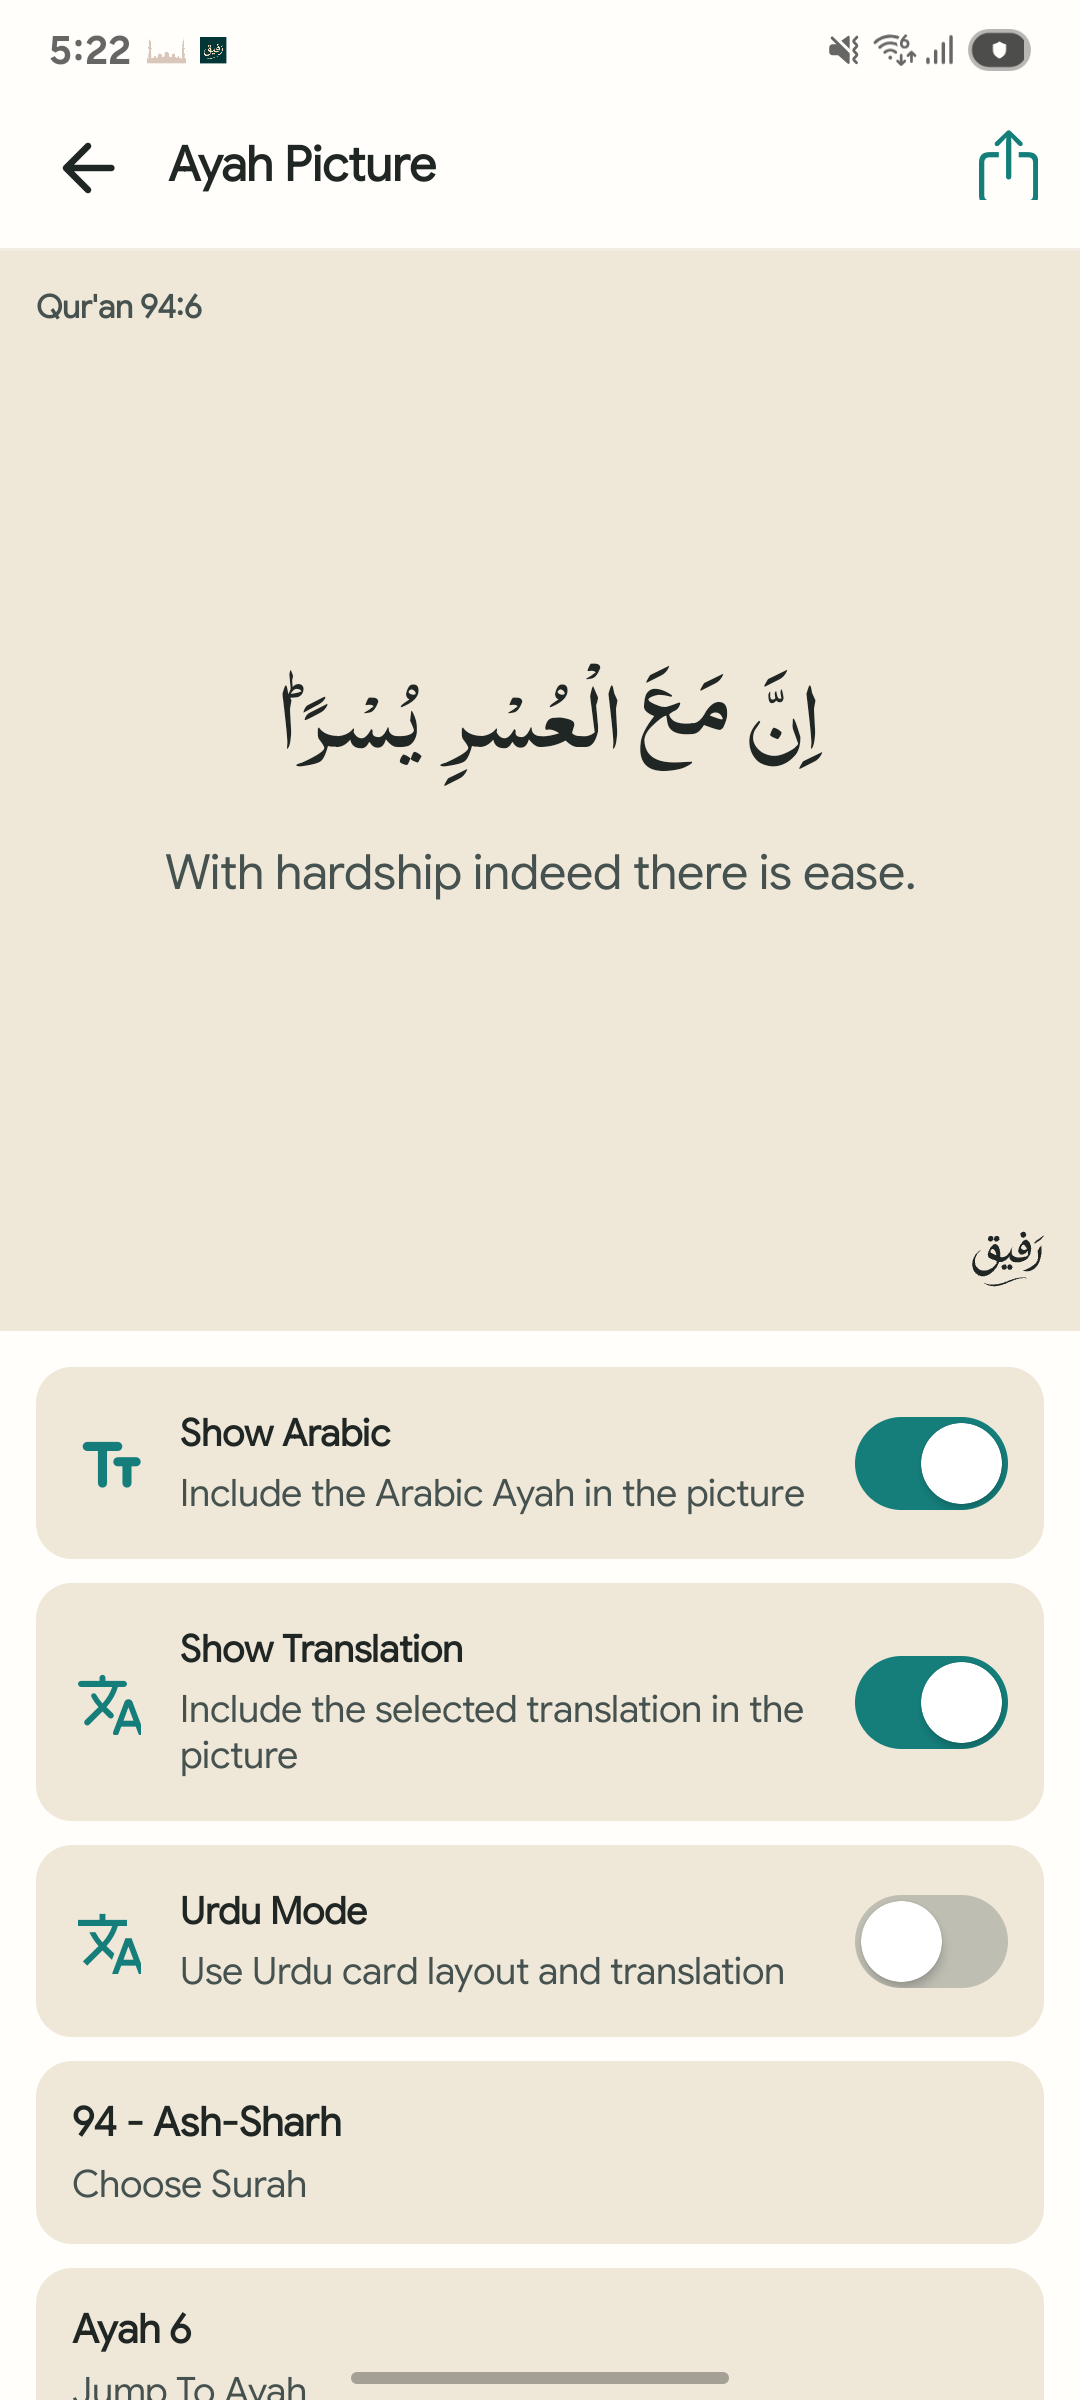 5:22
Ayah Picture
Qur'an 94:6
اِنَّ مَعَ الْعُسْرِ يُسْرًاؕ
With hardship indeed there is ease.
رَفيق
Show Arabic
Include the Arabic Ayah in the picture
Show Translation
Include the selected translation in the
picture
Urdu Mode
Use Urdu card layout and translation
94 - Ash-Sharh
Choose Surah
Ayah 6
Jump To Ayah